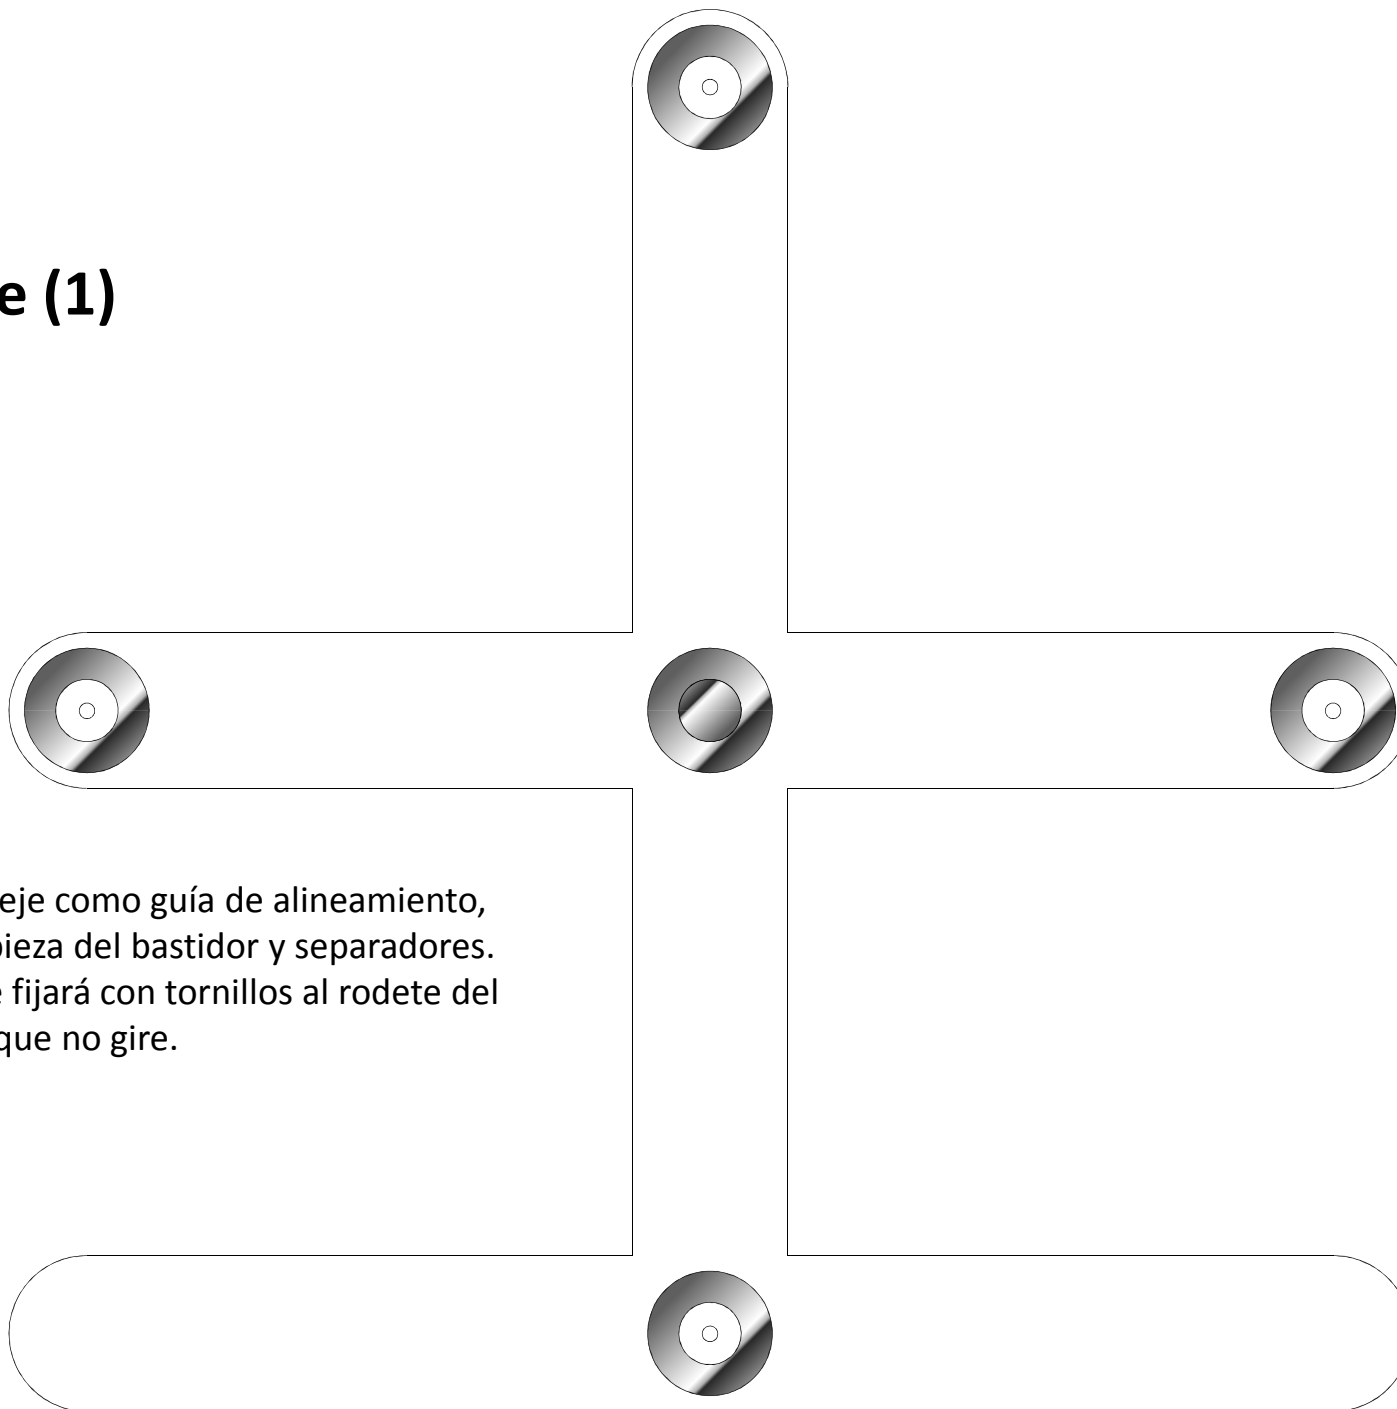 e (1)
eje como guía de alineamiento,
pieza del bastidor y separadores.
fijará con tornillos al rodete del
que no gire.